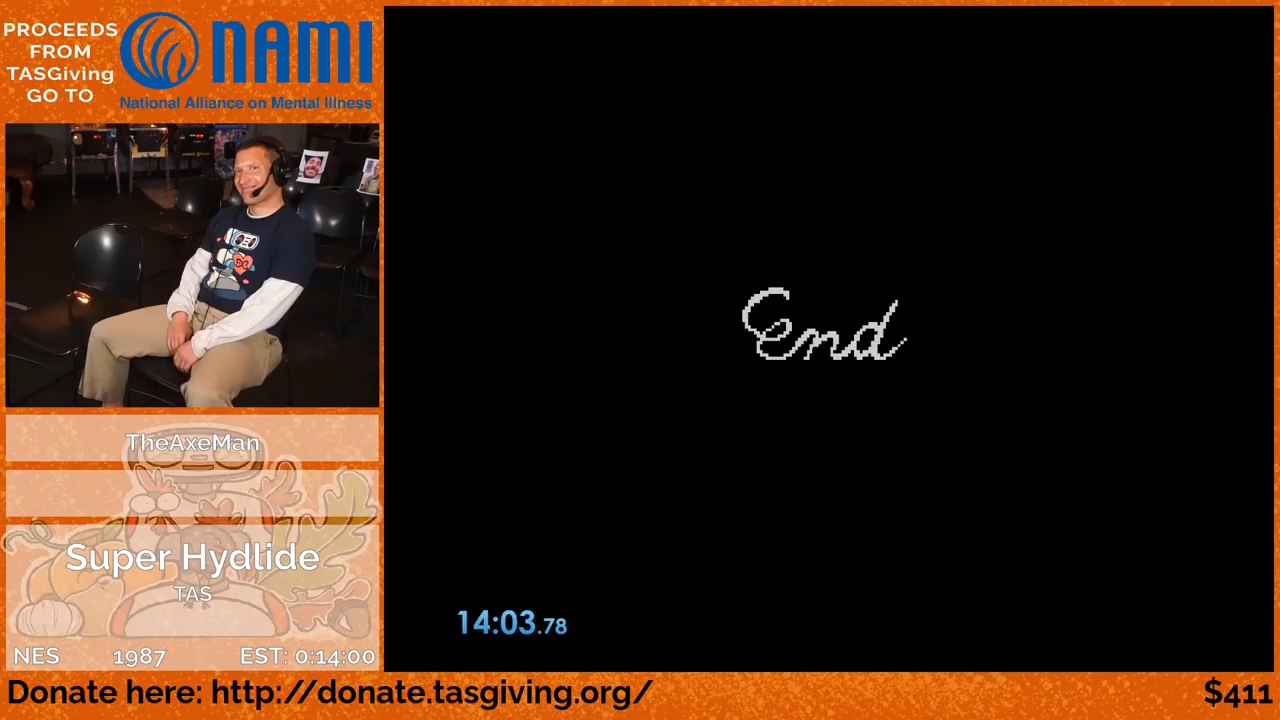 PROCEEDS
FROM
TASGiving
GO TO
NAMI
National Alliance on Mental Illness
End
TheAxeMan
Super Hydlide
TAS
NES 1987 EST: 0:14:00
14:03.78
Donate here: http://donate.tasgiving.org/ $411